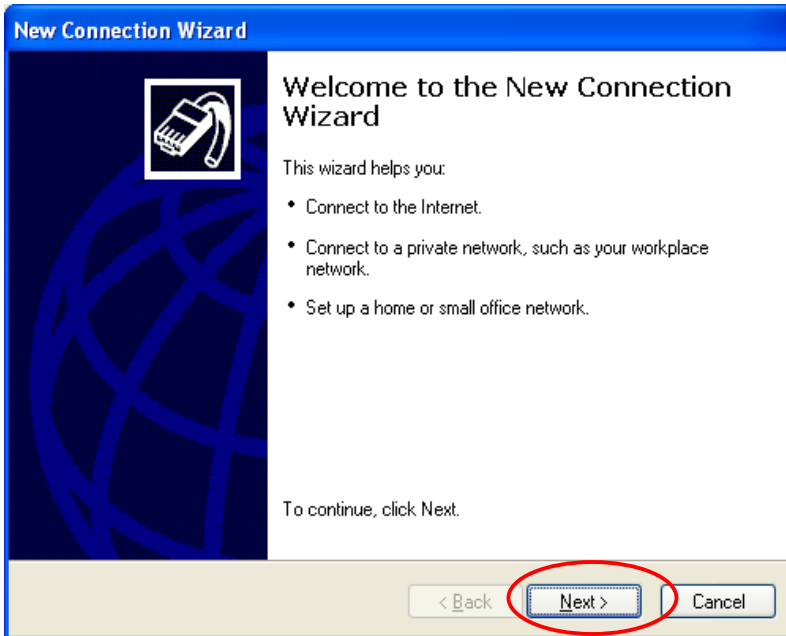 New Connection Wizard
Welcome to the New Connection
Wizard
This wizard helps you:
• Connect to the Internet.
• Connect to a private network, such as your workplace
network.
• Set up a home or small office network.
To continue, click Next.
< Back Next > Cancel